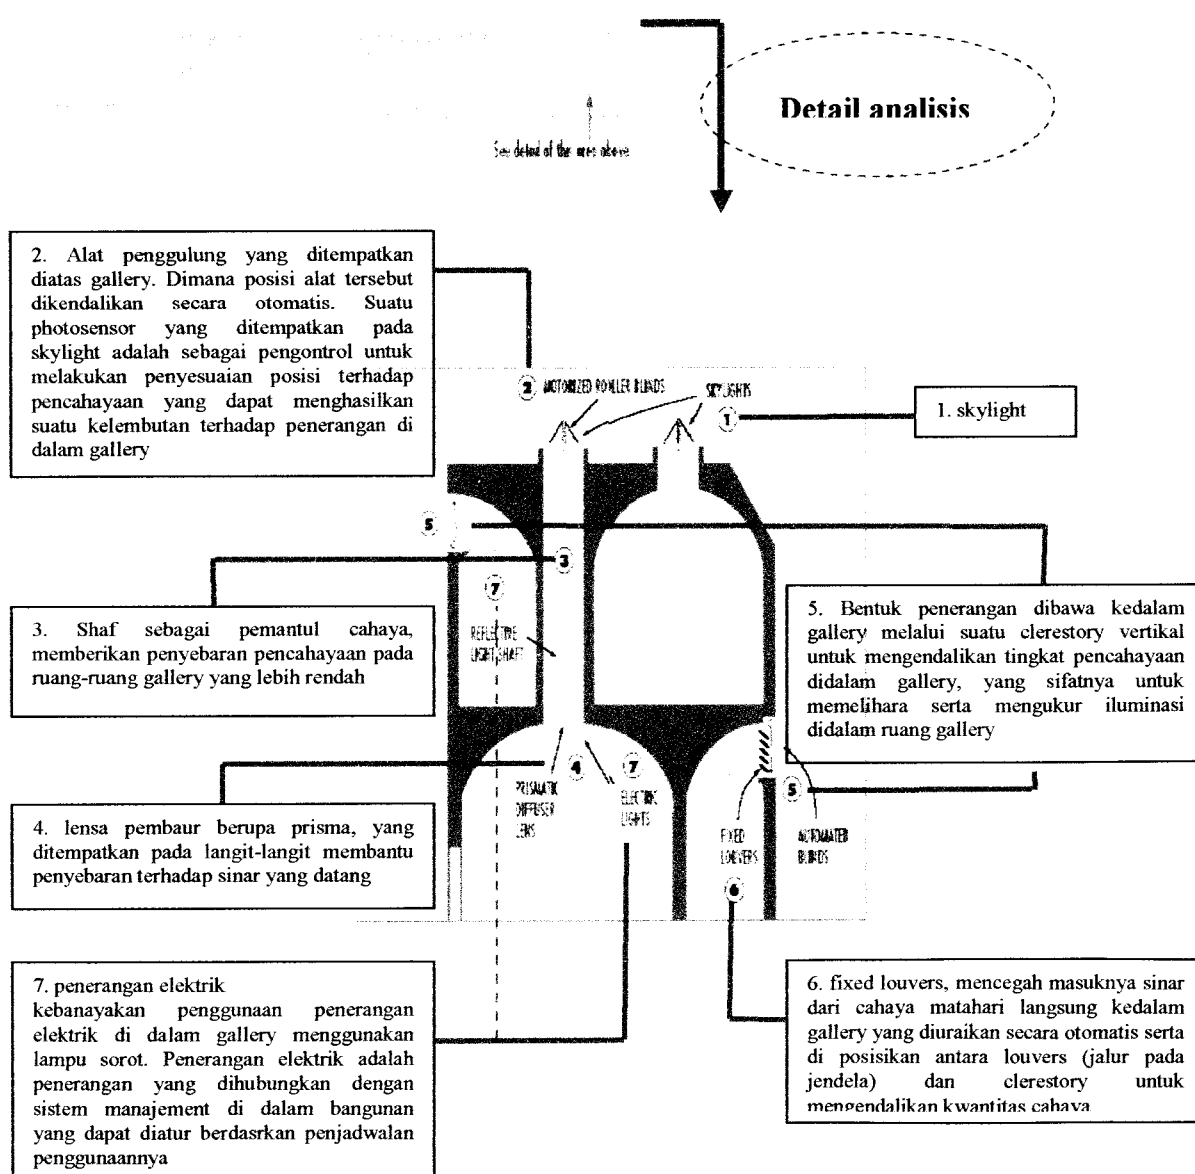 Detail analisis
See detail of the area above
2. Alat penggulung yang ditempatkan
diatas gallery. Dimana posisi alat tersebut
dikendalikan secara otomatis. Suatu
photosensor yang ditempatkan pada
skylight adalah sebagai pengontrol untuk
melakukan penyesuaian posisi terhadap
pencahayaan yang dapat menghasilkan
suatu kelembutan terhadap penerangan di
dalam gallery
2 MOTORIZED ROLLER BLINDS
SKYLIGHTS
1
1. skylight
5
3
7
3. Shaf sebagai pemantul cahaya,
memberikan penyebaran pencahayaan pada
ruang-ruang gallery yang lebih rendah
REFLECTIVE
LIGHT SHAFT
5. Bentuk penerangan dibawa kedalam
gallery melalui suatu clerestory vertikal
untuk mengendalikan tingkat pencahayaan
didalam gallery, yang sifatnya untuk
memelihara serta mengukur iluminasi
didalam ruang gallery
4
7
5
PRISMATIC
DIFFUSER
LENS
ELECTRIC
LIGHTS
FIXED
LOUVERS
AUTOMATED
BLINDS
6
4. lensa pembaur berupa prisma, yang
ditempatkan pada langit-langit membantu
penyebaran terhadap sinar yang datang
7. penerangan elektrik
kebanayakan penggunaan penerangan
elektrik di dalam gallery menggunakan
lampu sorot. Penerangan elektrik adalah
penerangan yang dihubungkan dengan
sistem manajement di dalam bangunan
yang dapat diatur berdasrkan penjadwalan
penggunaannya
6. fixed louvers, mencegah masuknya sinar
dari cahaya matahari langsung kedalam
gallery yang diuraikan secara otomatis serta
di posisikan antara louvers (jalur pada
jendela) dan clerestory untuk
mengendalikan kwantitas cahaya